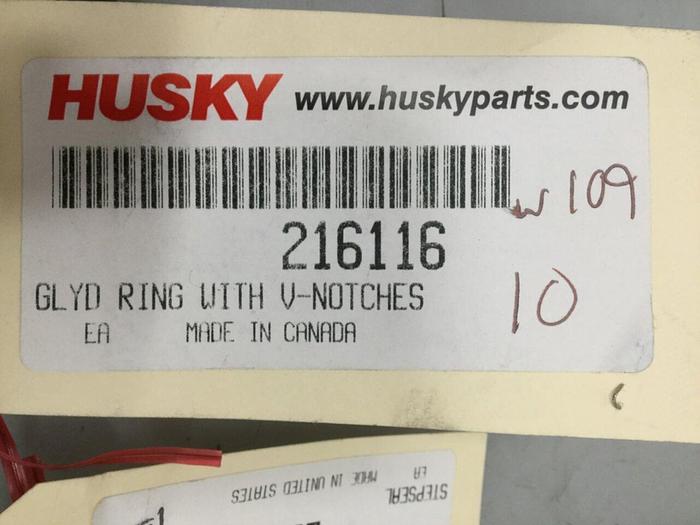 HUSKY www.huskyparts.com
w 109
216116
GLYD RING WITH V-NOTCHES
10
EA MADE IN CANADA
STEPSEAL
EA MADE IN UNITED STATES